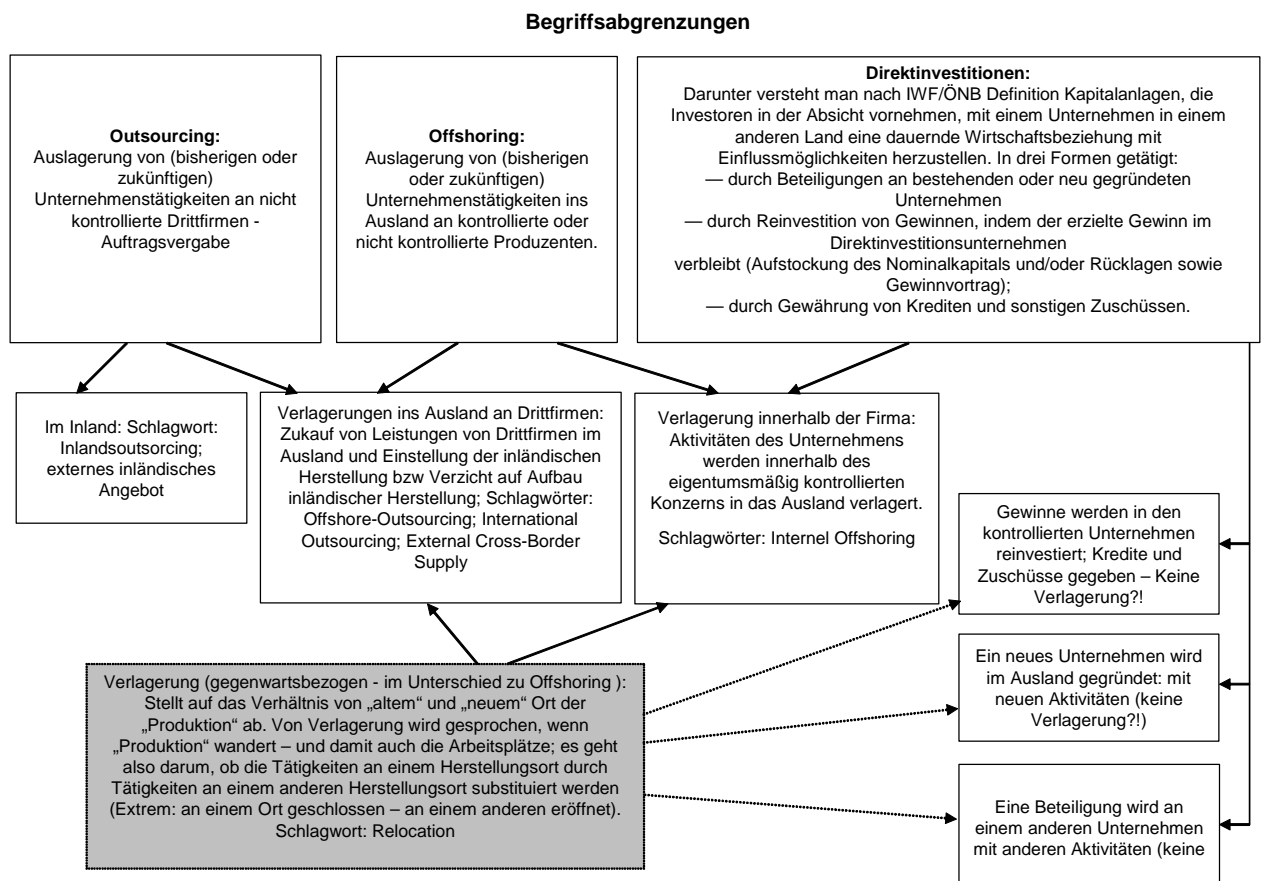 Begriffsabgrenzungen
Outsourcing:
Auslagerung von (bisherigen oder
zukünftigen)
Unternehmenstätigkeiten an nicht
kontrollierte Drittfirmen -
Auftragsvergabe
Offshoring:
Auslagerung von (bisherigen
oder zukünftigen)
Unternehmenstätigkeiten ins
Ausland an kontrollierte oder
nicht kontrollierte Produzenten.
Direktinvestitionen:
Darunter versteht man nach IWF/ÖNB Definition Kapitalanlagen, die
Investoren in der Absicht vornehmen, mit einem Unternehmen in einem
anderen Land eine dauernde Wirtschaftsbeziehung mit
Einflussmöglichkeiten herzustellen. In drei Formen getätigt:
— durch Beteiligungen an bestehenden oder neu gegründeten
Unternehmen
— durch Reinvestition von Gewinnen, indem der erzielte Gewinn im
Direktinvestitionsunternehmen
verbleibt (Aufstockung des Nominalkapitals und/oder Rücklagen sowie
Gewinnvortrag);
— durch Gewährung von Krediten und sonstigen Zuschüssen.
Im Inland: Schlagwort:
Inlandsoutsorcing;
externes inländisches
Angebot
Verlagerungen ins Ausland an Drittfirmen:
Zukauf von Leistungen von Drittfirmen im
Ausland und Einstellung der inländischen
Herstellung bzw Verzicht auf Aufbau
inländischer Herstellung; Schlagwörter:
Offshore-Outsourcing; International
Outsourcing; External Cross-Border
Supply
Verlagerung innerhalb der Firma:
Aktivitäten des Unternehmens
werden innerhalb des
eigentumsmäßig kontrollierten
Konzerns in das Ausland verlagert.
Schlagwörter: Internel Offshoring
Gewinne werden in den
kontrollierten Unternehmen
reinvestiert; Kredite und
Zuschüsse gegeben – Keine
Verlagerung?!
Ein neues Unternehmen wird
im Ausland gegründet: mit
neuen Aktivitäten (keine
Verlagerung?!)
Eine Beteiligung wird an
einem anderen Unternehmen
mit anderen Aktivitäten (keine
Verlagerung (gegenwartsbezogen - im Unterschied zu Offshoring ):
Stellt auf das Verhältnis von „altem“ und „neuem“ Ort der
„Produktion“ ab. Von Verlagerung wird gesprochen, wenn
„Produktion“ wandert – und damit auch die Arbeitsplätze; es geht
also darum, ob die Tätigkeiten an einem Herstellungsort durch
Tätigkeiten an einem anderen Herstellungsort substituiert werden
(Extrem: an einem Ort geschlossen – an einem anderen eröffnet).
Schlagwort: Relocation